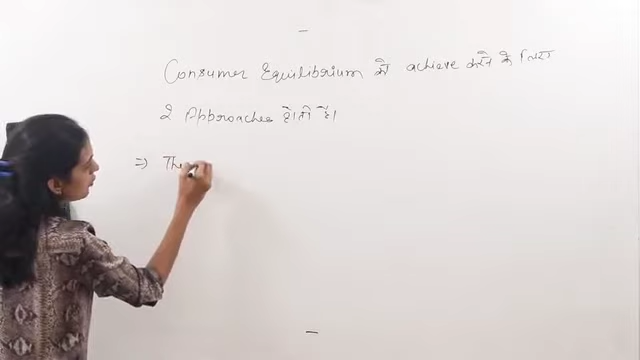 Consumer Equilibrium को achieve करने के लिए
2 Approaches होती है।
⇒ The